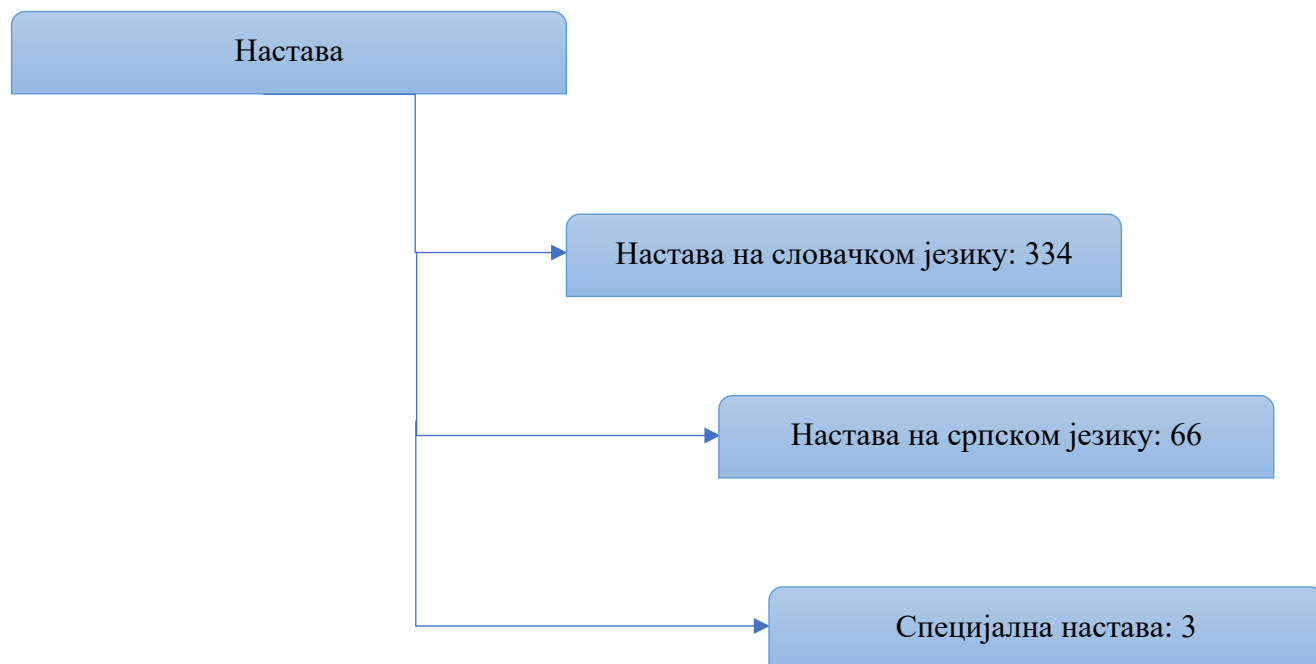 Настава
Настава на словачком језику: 334
Настава на српском језику: 66
Специјална настава: 3